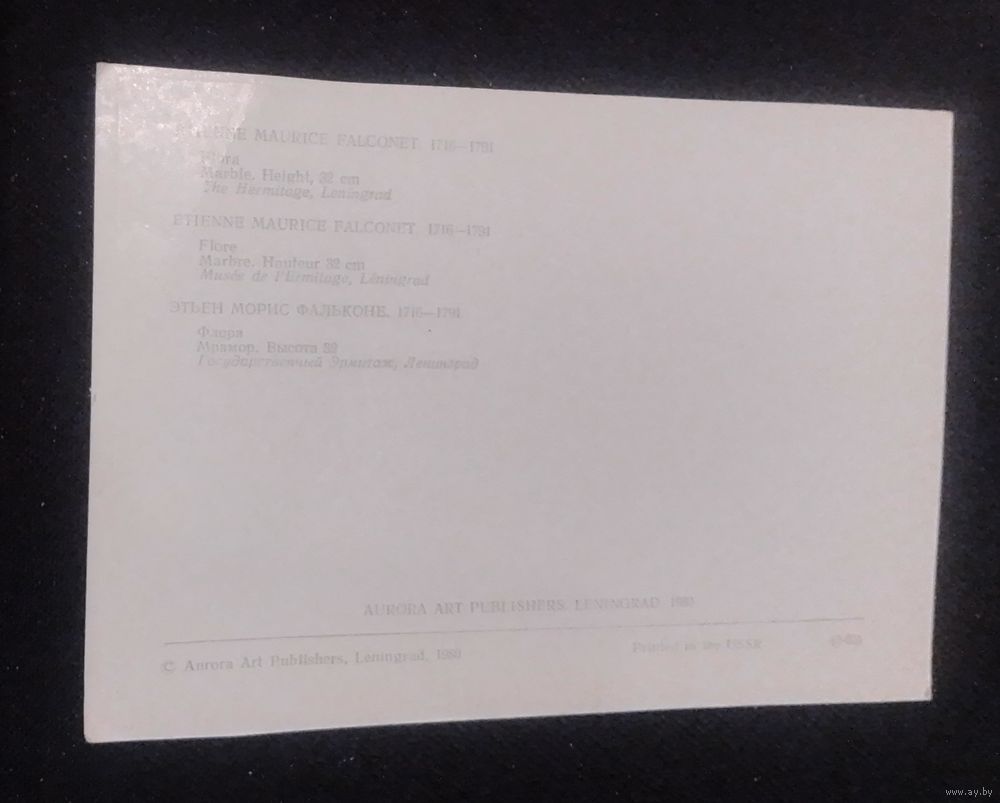 ETIENNE MAURICE FALCONET. 1716—1791
Flora
Marble. Height, 32 cm
The Hermitage, Leningrad
ETIENNE MAURICE FALCONET. 1716—1791
Flore
Marbre. Hauteur 32 cm
Musée de l'Ermitage, Léningrad
ЭТЬЕН МОРИС ФАЛЬКОНЕ. 1716—1791
Флора
Мрамор. Высота 32
Государственный Эрмитаж, Ленинград
AURORA ART PUBLISHERS. LENINGRAD. 1980
© Aurora Art Publishers, Leningrad, 1980
Printed in the USSR
www.ay.by